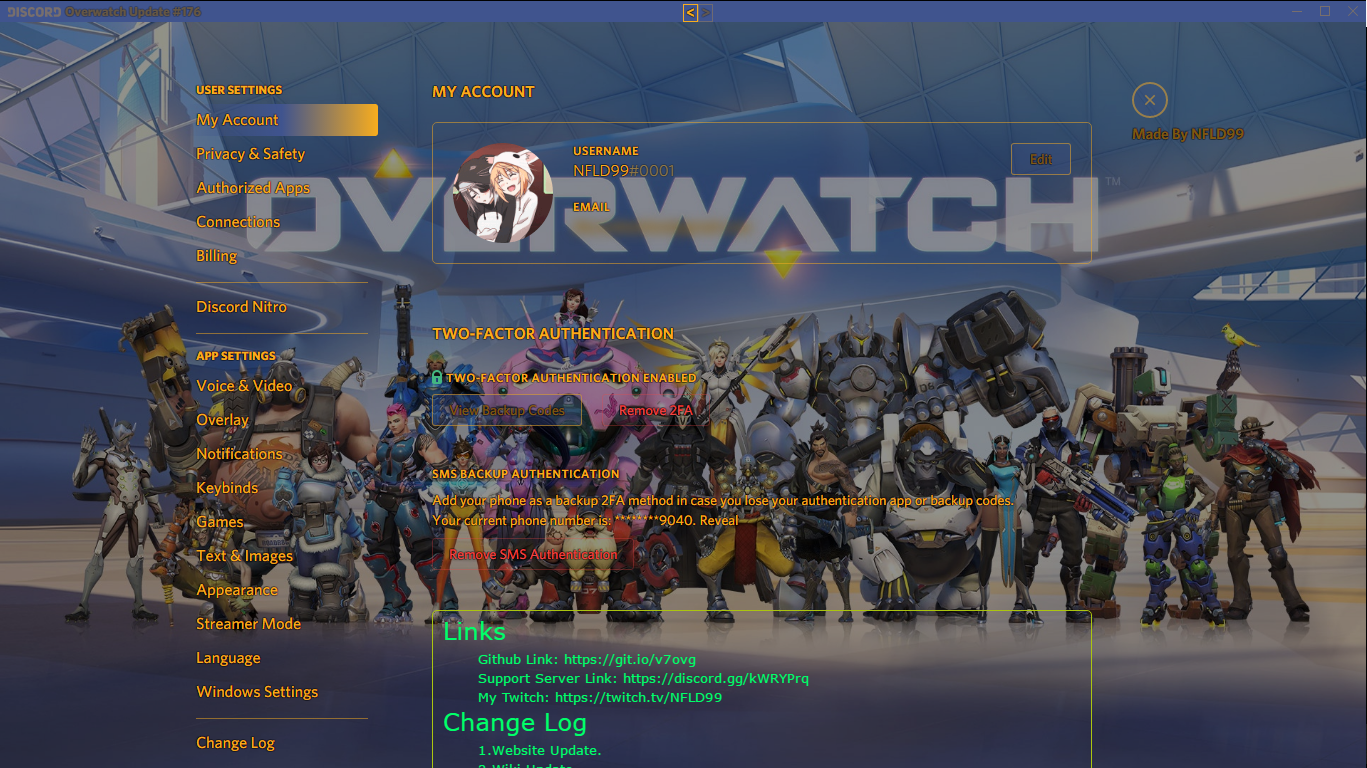 DISCORD Overwatch Update #176
< >
USER SETTINGS
My Account
Privacy & Safety
Authorized Apps
Connections
Billing
Discord Nitro
APP SETTINGS
Voice & Video
Overlay
Notifications
Keybinds
Games
Text & Images
Appearance
Streamer Mode
Language
Windows Settings
Change Log
MY ACCOUNT
USERNAME
NFLD99#0001
EMAIL
Edit
Made By NFLD99
OVERWATCH™
TWO-FACTOR AUTHENTICATION
TWO-FACTOR AUTHENTICATION ENABLED
View Backup Codes
Remove 2FA
SMS BACKUP AUTHENTICATION
Add your phone as a backup 2FA method in case you lose your authentication app or backup codes.
Your current phone number is: ********9040. Reveal
Remove SMS Authentication
Links
Github Link: https://git.io/v7ovg
Support Server Link: https://discord.gg/kWRYPrq
My Twitch: https://twitch.tv/NFLD99
Change Log
1.Website Update.
2.Wiki Update